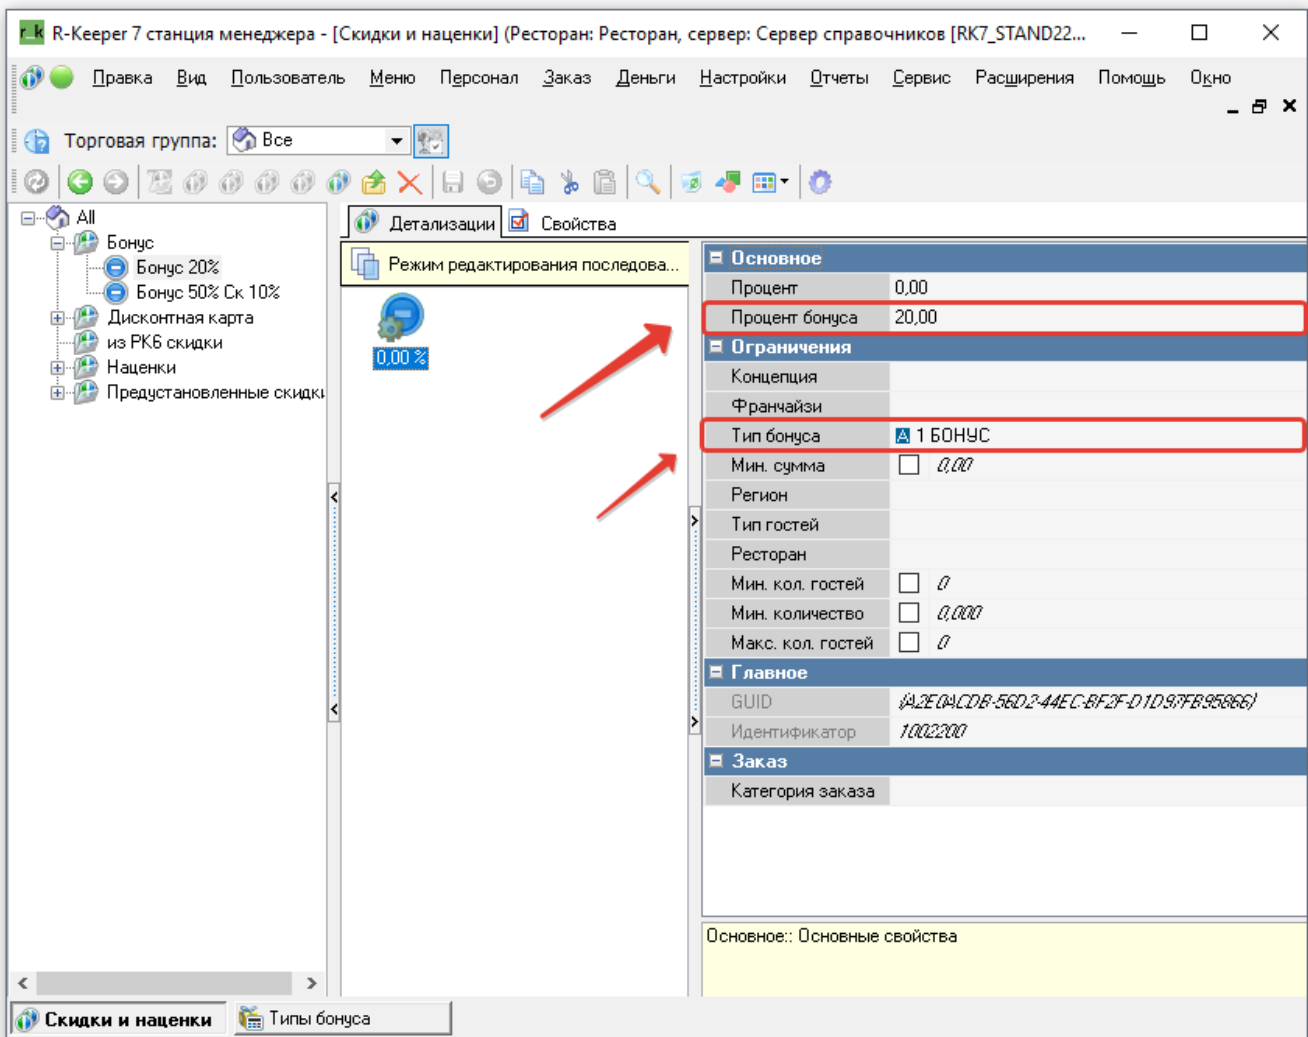 r_k R-Keeper 7 станция менеджера - [Скидки и наценки] (Ресторан: Ресторан, сервер: Сервер справочников [RK7_STAND22...
Правка Вид Пользователь Меню Персонал Заказ Деньги Настройки Отчеты Сервис Расширения Помощь Окно
Торговая группа: Все
All
Бонус
Бонус 20%
Бонус 50% Ск 10%
Дисконтная карта
из РК6 скидки
Наценки
Предустановленные скидки
Детализации Свойства
Режим редактирования последова...
0,00 %
Основное
Процент 0,00
Процент бонуса 20,00
Ограничения
Концепция
Франчайзи
Тип бонуса A 1 БОНУС
Мин. сумма 0,00
Регион
Тип гостей
Ресторан
Мин. кол. гостей 0
Мин. количество 0,000
Макс. кол. гостей 0
Главное
GUID {A2E0ACDB-56D2-44EC-BF2F-D1D97FB95866}
Идентификатор 1002200
Заказ
Категория заказа
Основное:: Основные свойства
Скидки и наценки Типы бонуса